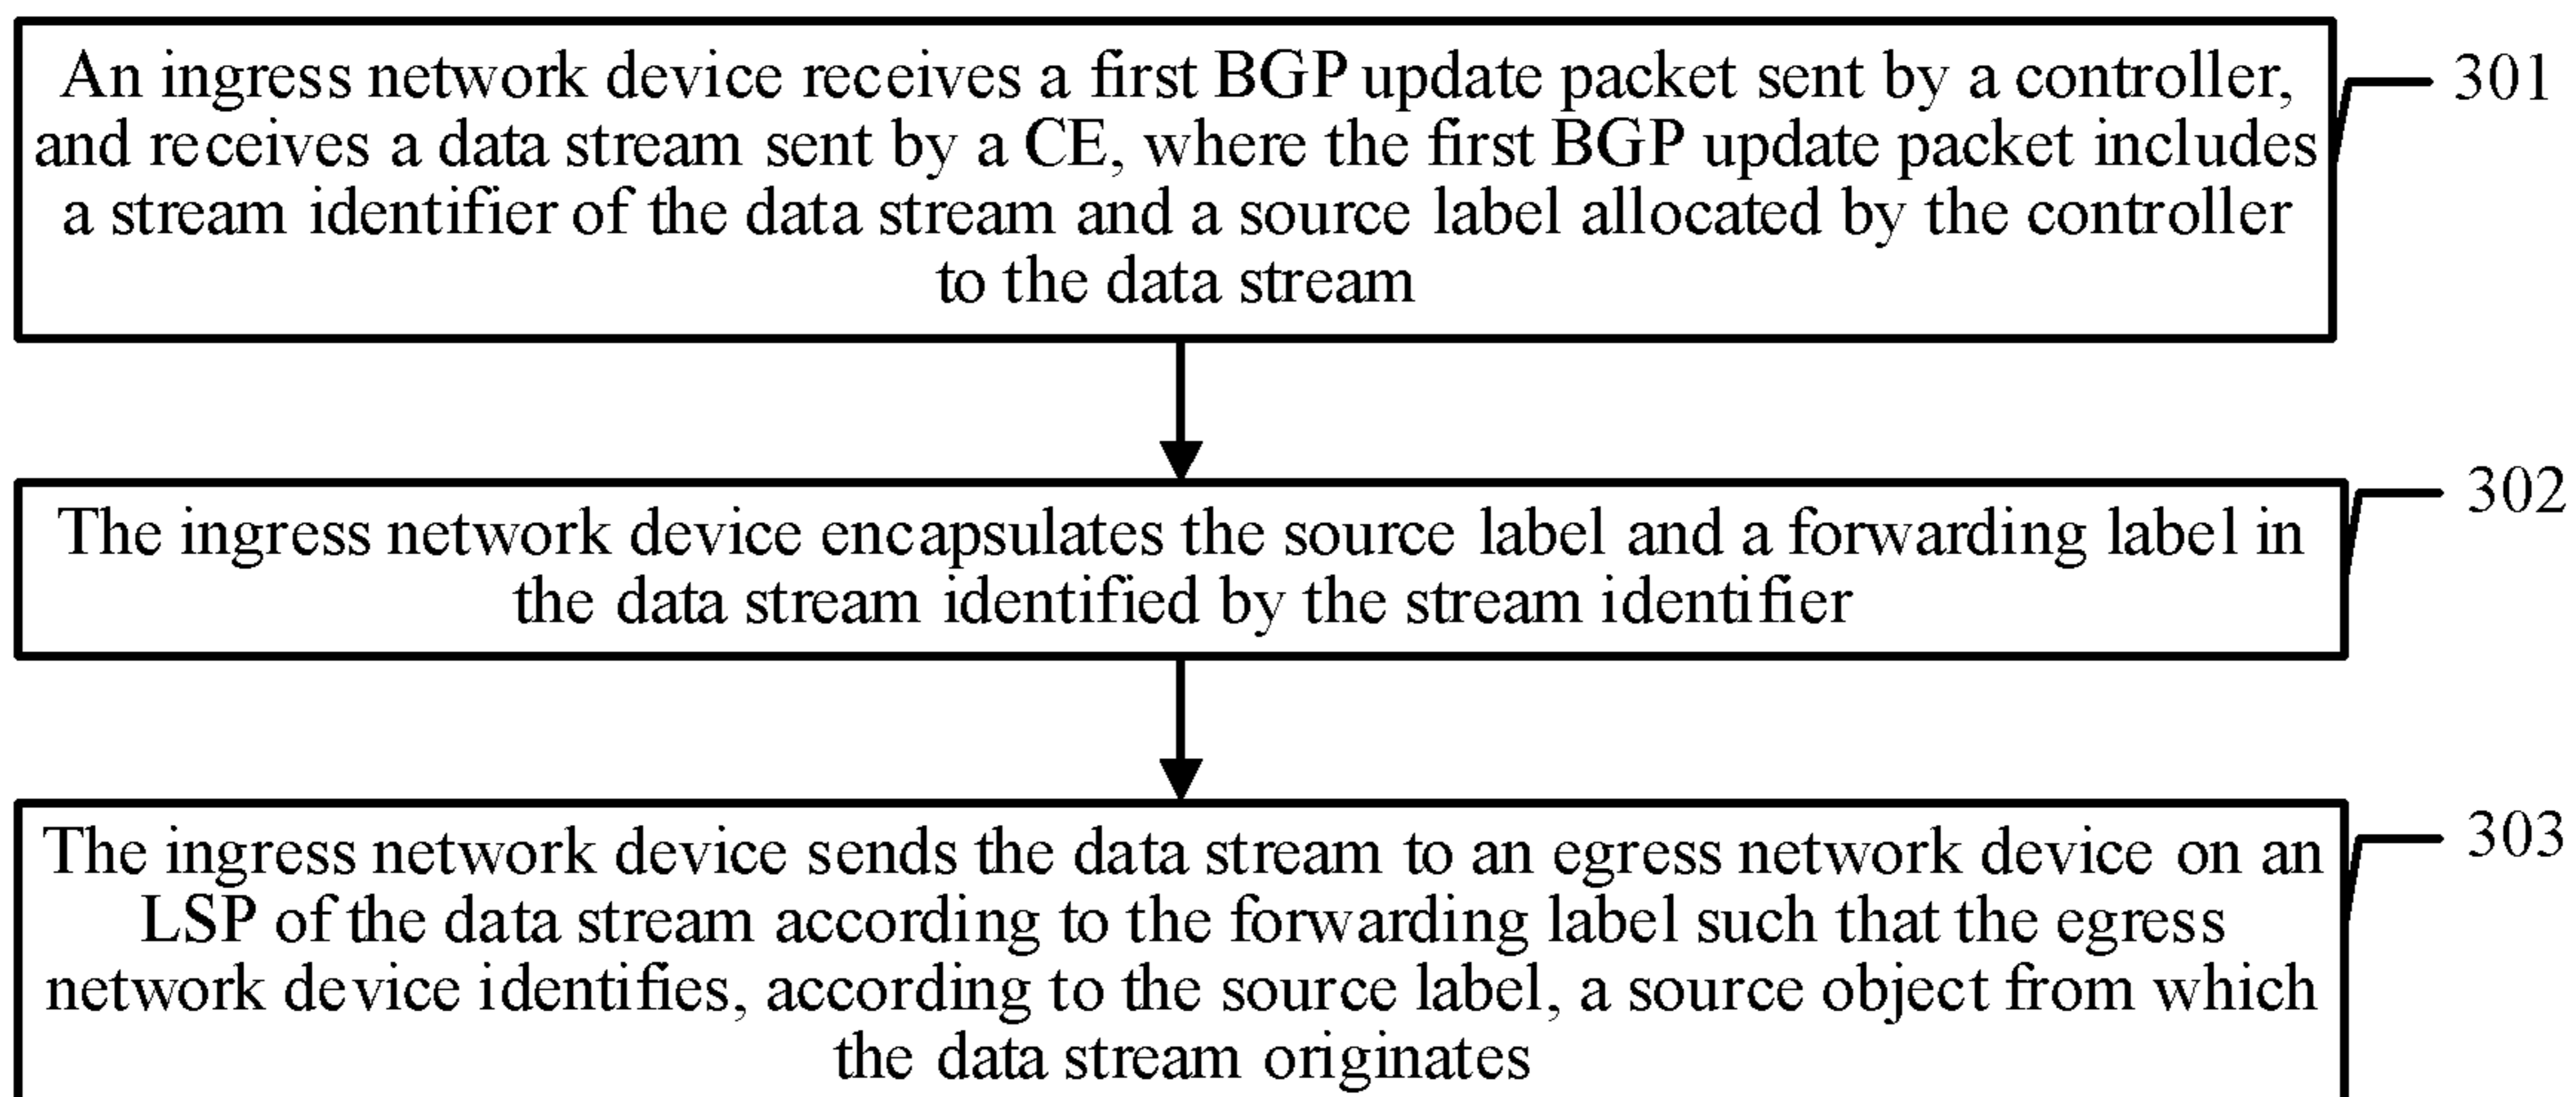 An ingress network device receives a first BGP update packet sent by a controller,
and receives a data stream sent by a CE, where the first BGP update packet includes
a stream identifier of the data stream and a source label allocated by the controller
to the data stream
301
The ingress network device encapsulates the source label and a forwarding label in
the data stream identified by the stream identifier
302
The ingress network device sends the data stream to an egress network device on an
LSP of the data stream according to the forwarding label such that the egress
network device identifies, according to the source label, a source object from which
the data stream originates
303